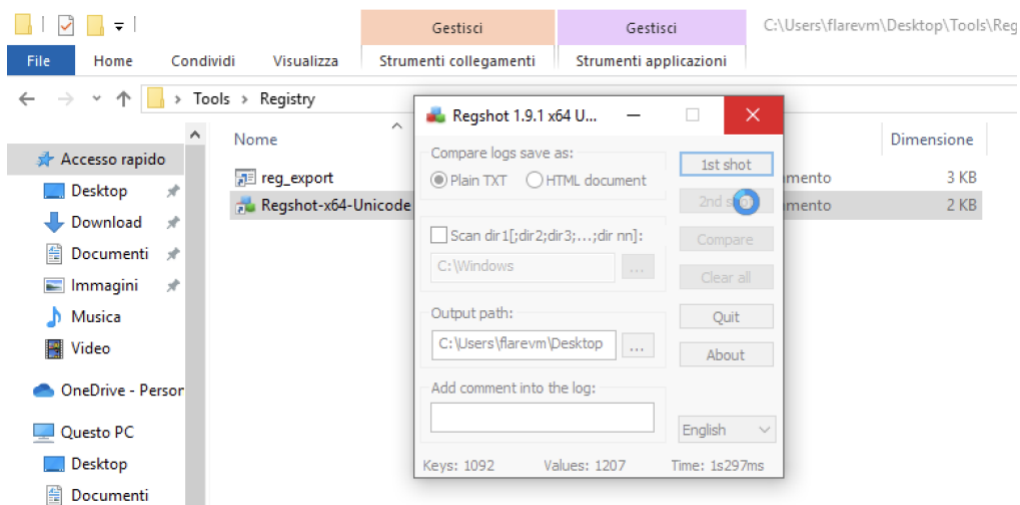 Gestisci
Gestisci
C:\Users\flarevm\Desktop\Tools\Reg
File
Home
Condividi
Visualizza
Strumenti collegamenti
Strumenti applicazioni
Tools > Registry
Nome
Dimensione
Accesso rapido
Desktop
Download
Documenti
Immagini
Musica
Video
OneDrive - Person
Questo PC
Desktop
Documenti
reg_export
mento
3 KB
Regshot-x64-Unicode
mento
2 KB
Regshot 1.9.1 x64 U...
Compare logs save as:
Plain TXT
HTML document
Scan dir1[;dir2;dir3;...;dir nn]:
C:\Windows
...
Output path:
C:\Users\flarevm\Desktop
...
Add comment into the log:
1st shot
2nd
Compare
Clear all
Quit
About
English
Keys: 1092
Values: 1207
Time: 1s297ms